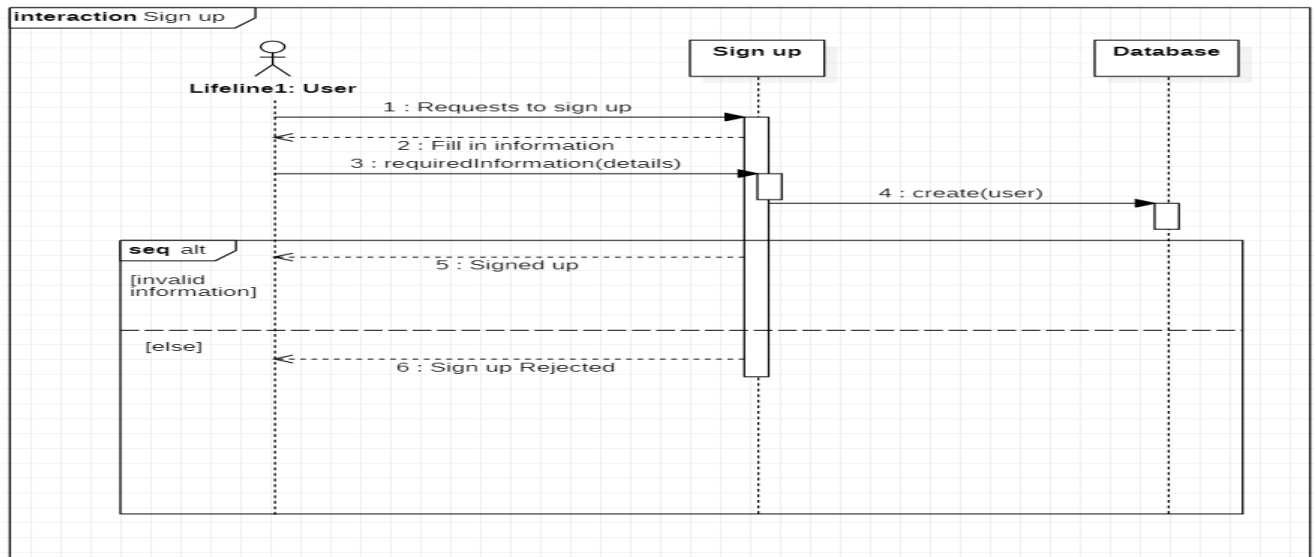 interaction Sign up
Sign up
Database
Lifeline1: User
1 : Requests to sign up
2 : Fill in information
3 : requiredInformation(details)
4 : create(user)
seq alt
5 : Signed up
[invalid
information]
[else]
6 : Sign up Rejected